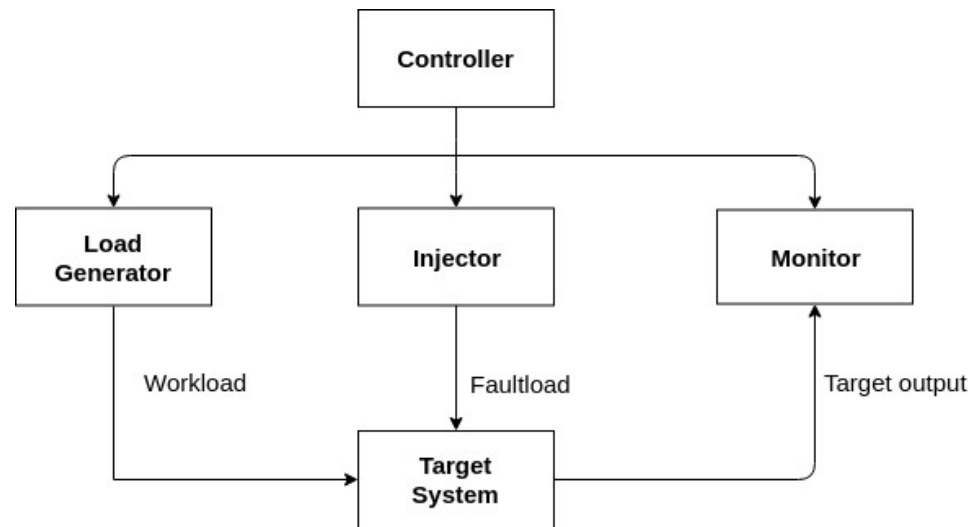 Controller
Load
Generator
Injector
Monitor
Workload
Faultload
Target output
Target
System